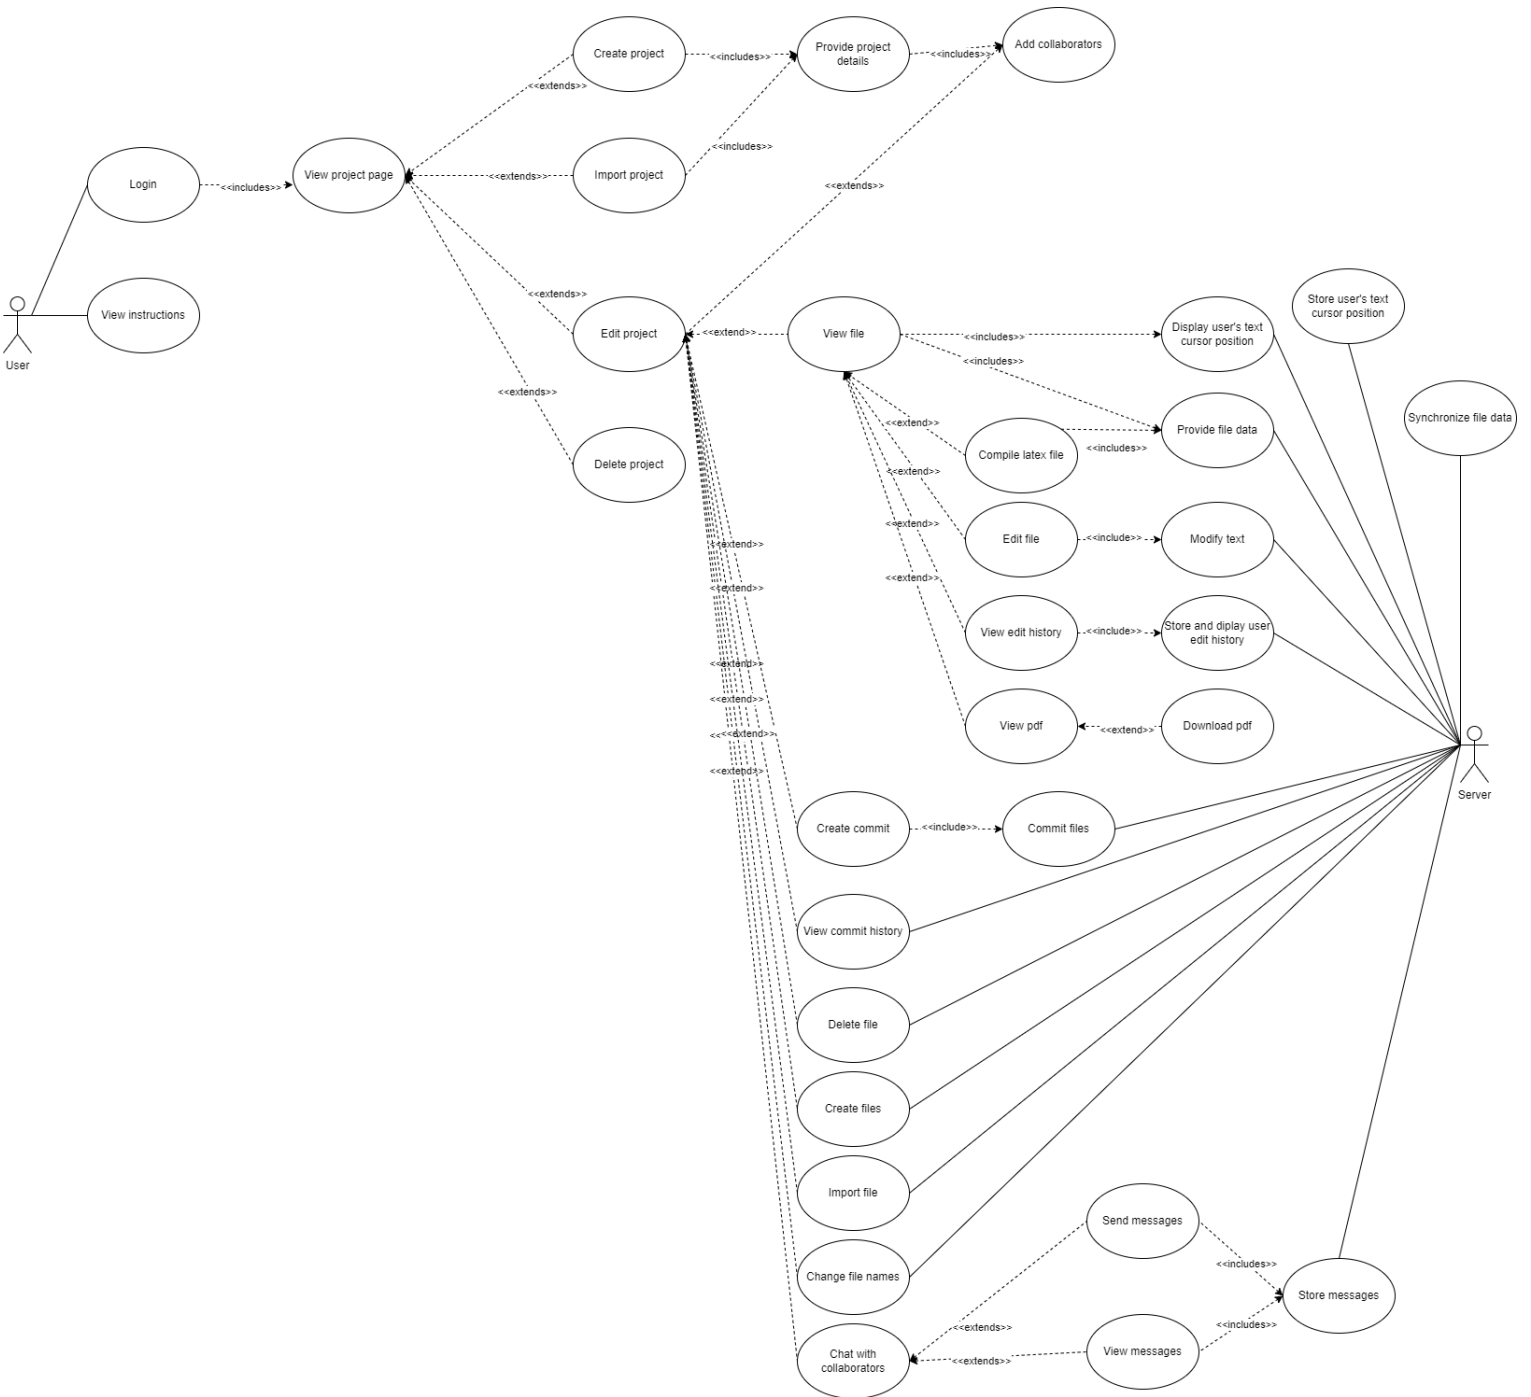 Create project
<<includes>>
Provide project
details
<<includes>>
Add collaborators
<<extends>>
Login
<<includes>>
View project page
<<extends>>
Import project
<<includes>>
<<extends>>
View instructions
User
<<extends>>
Edit project
<<extend>>
View file
<<includes>>
<<includes>>
Display user's text
cursor position
Store user's text
cursor position
<<extends>>
Delete project
<<extend>>
Compile latex file
<<includes>>
Provide file data
Synchronize file data
<<extend>>
<<extend>>
Edit file
<<include>>
Modify text
<<extend>>
<<extend>>
<<extend>>
View edit history
<<include>>
Store and diplay user
edit history
<<extend>>
<<extend>>
<<extend>>
View pdf
<<extend>>
Download pdf
<<extend>>
Server
Create commit
<<include>>
Commit files
View commit history
Delete file
Create files
Import file
Change file names
Chat with
collaborators
Send messages
<<includes>>
<<extends>>
Store messages
<<includes>>
<<extends>>
View messages